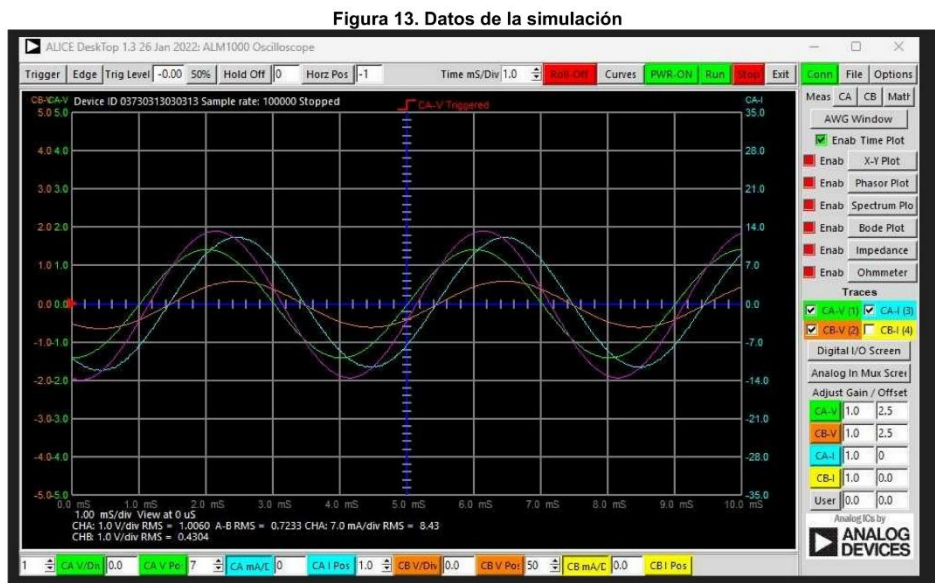 Figura 13. Datos de la simulación
ALICE DeskTop 1.3 26 Jan 2022: ALM1000 Oscilloscope
Trigger Edge Trig Level -0.00 50% Hold Off 0 Horz Pos -1 Time mS/Div 1.0 Roll-Off Curves PWR-ON Run Stop Exit Conn File Options
CB-V CA-V Device ID 03730313030313 Sample rate: 100000 Stopped CA-V Triggered CA-I
Meas CA CB Math
5.0 5.0 35.0
AWG Window
4.0 4.0 28.0
Enab Time Plot
Enab X-Y Plot
3.0 3.0 21.0
Enab Phasor Plot
Enab Spectrum Plo
2.0 2.0 14.0
Enab Bode Plot
1.0 1.0 7.0
Enab Impedance
Enab Ohmmeter
0.0 0.0 0.0
Traces
CA-V (1) CA-I (3)
CB-V (2) CB-I (4)
-1.0 -1.0 -7.0
Digital I/O Screen
Analog In Mux Scree
-2.0 -2.0 -14.0
Adjust Gain / Offset
CA-V 1.0 2.5
-3.0 -3.0 -21.0
CB-V 1.0 2.5
CA-I 1.0 0
-4.0 -4.0 -28.0
CB-I 1.0 0.0
-5.0 -5.0 -35.0
User 0.0 0.0
0.0 mS 1.0 mS 2.0 mS 3.0 mS 4.0 mS 5.0 mS 6.0 mS 7.0 mS 8.0 mS 9.0 mS 10.0 mS
1.00 mS/div View at 0 uS
CHA: 1.0 V/div RMS = 1.0060 A-B RMS = 0.7233 CHA: 7.0 mA/div RMS = 8.43
CHB: 1.0 V/div RMS = 0.4304
Analog ICs by
ANALOG
DEVICES
1 CA V/Div 0.0 CA V Pos 7 CA mA/D 0 CA I Pos 1.0 CB V/Div 0.0 CB V Pos 50 CB mA/D 0.0 CB I Pos